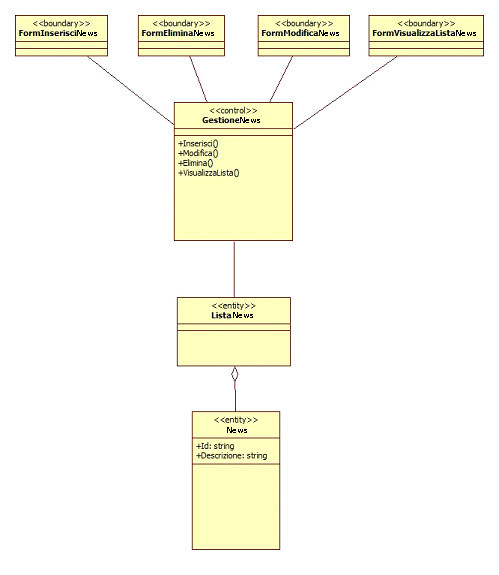 <<boundary>>
FormInserisciNews
<<boundary>>
FormEliminaNews
<<boundary>>
FormModificaNews
<<boundary>>
FormVisualizzaListaNews
<<control>>
GestioneNews
+Inserisci()
+Modifica()
+Elimina()
+VisualizzaLista()
<<entity>>
ListaNews
<<entity>>
News
+Id: string
+Descrizione: string